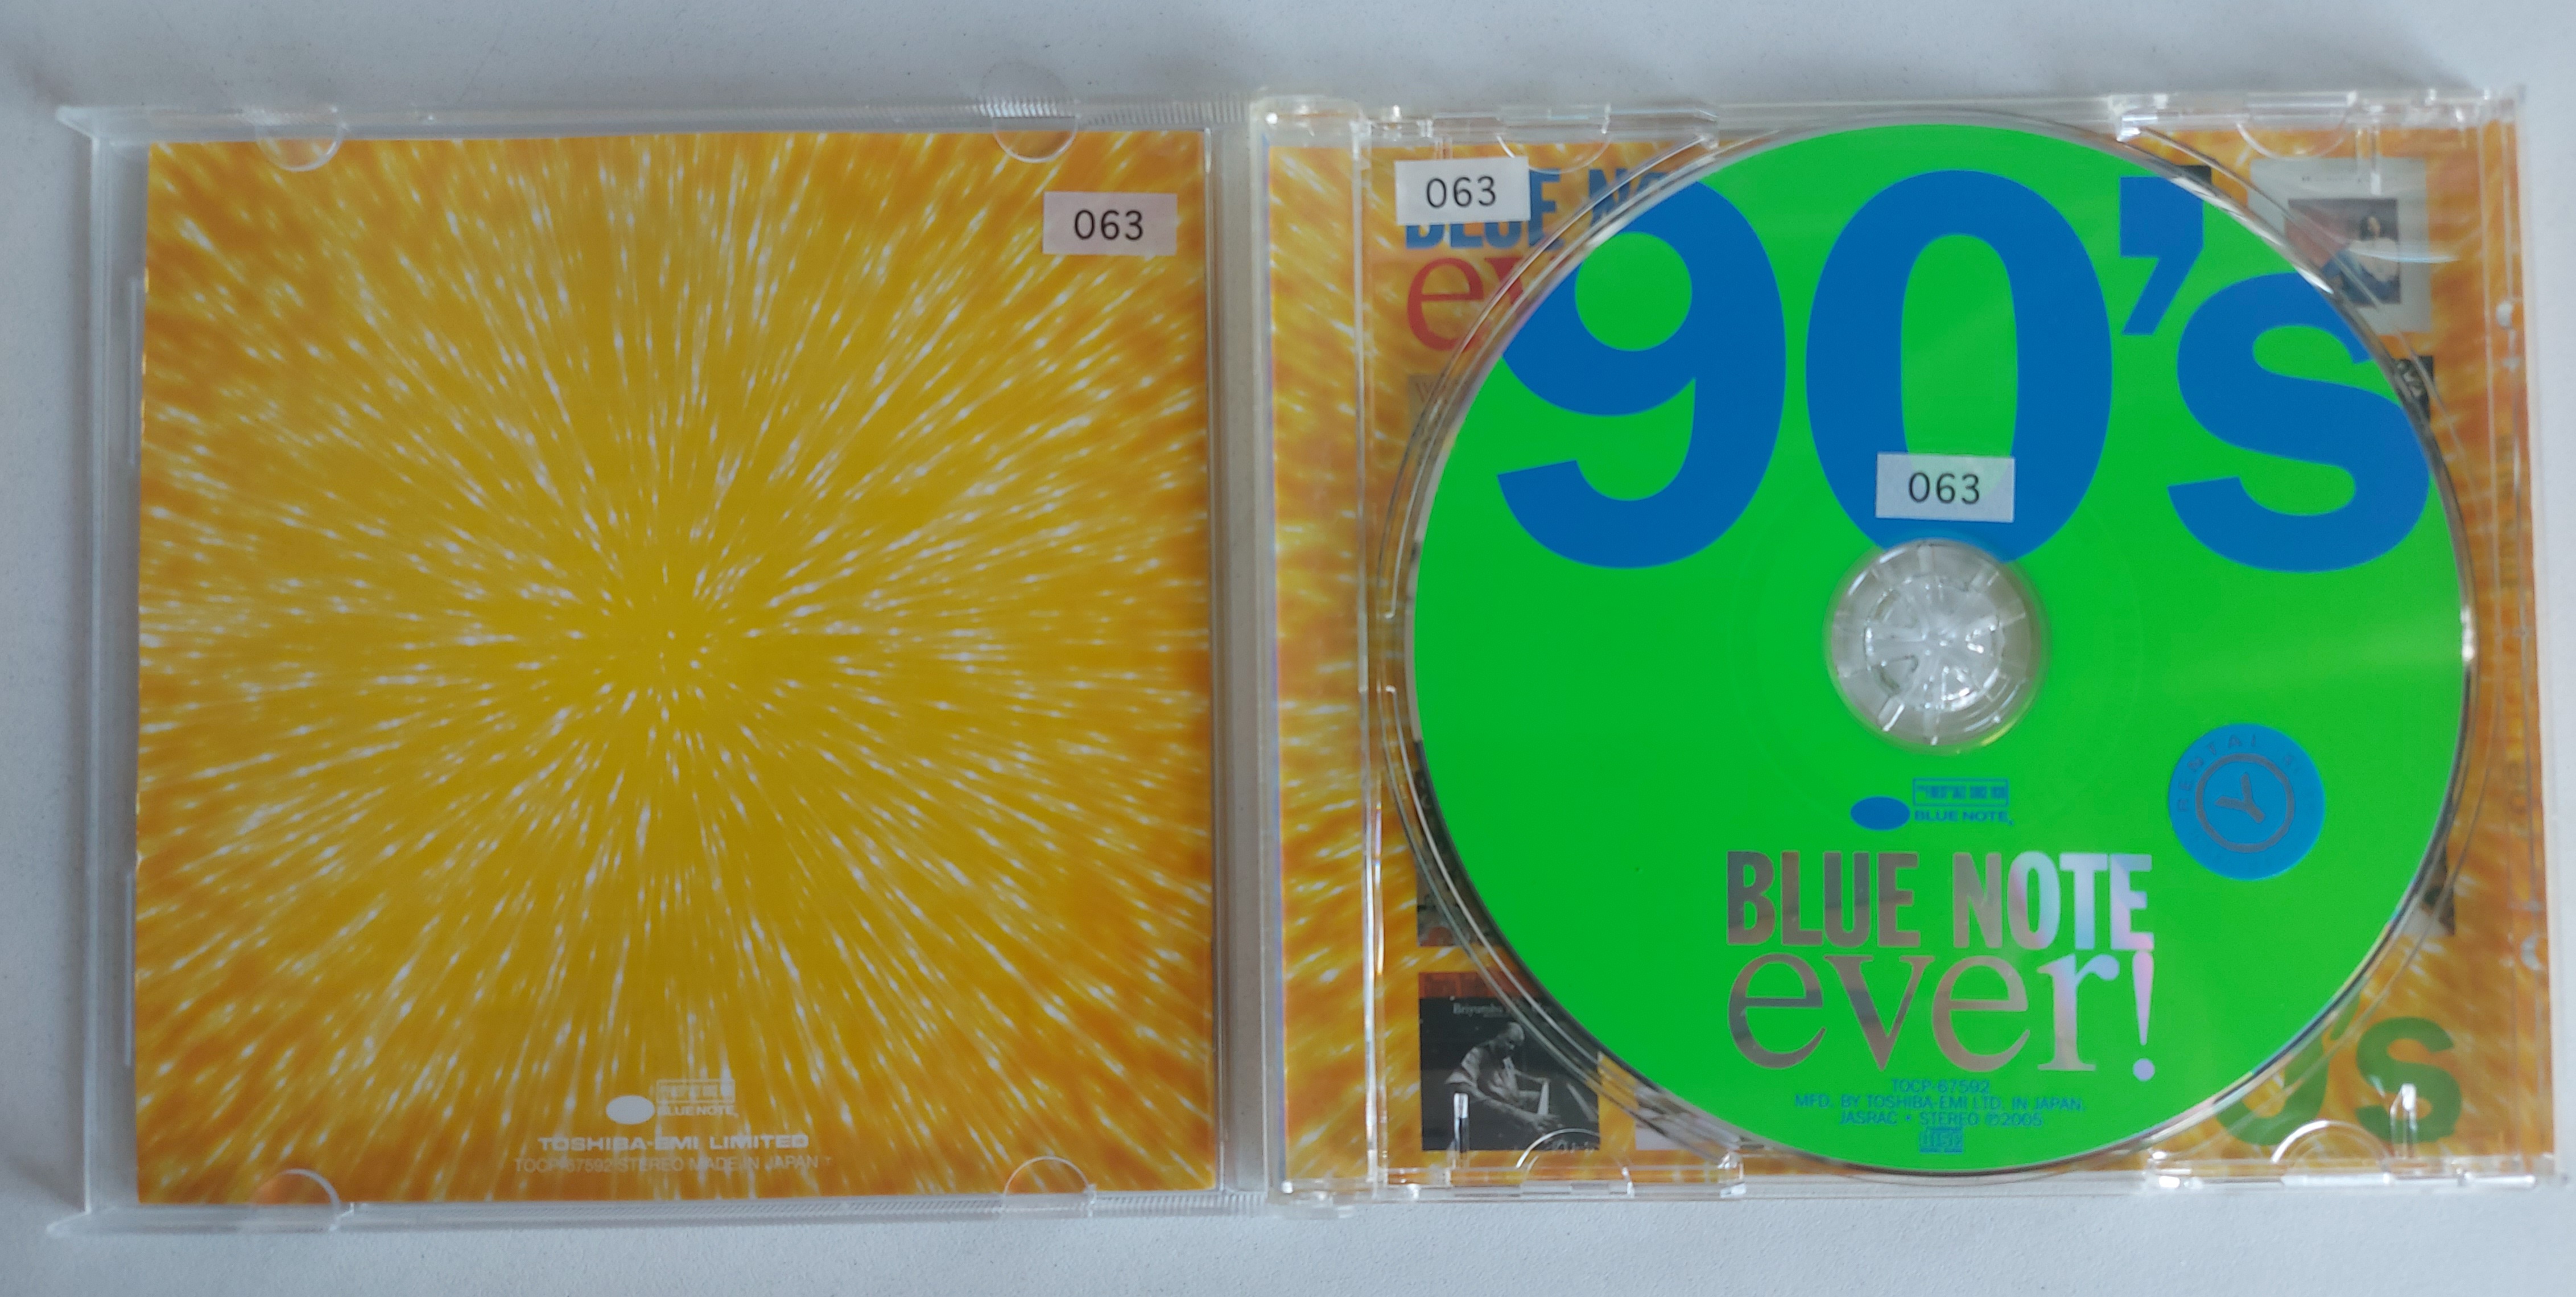 063
BLUE NOTE
TOSHIBA-EMI LIMITED
TOCP-67592 STEREO MADE IN JAPAN
063
90's
063
BLUE NOTE
RENTAL
Y
BLUE NOTE
ever!
TOCP-67592
MFD. BY TOSHIBA-EMI LTD. IN JAPAN.
JASRAC • STEREO ℗2005